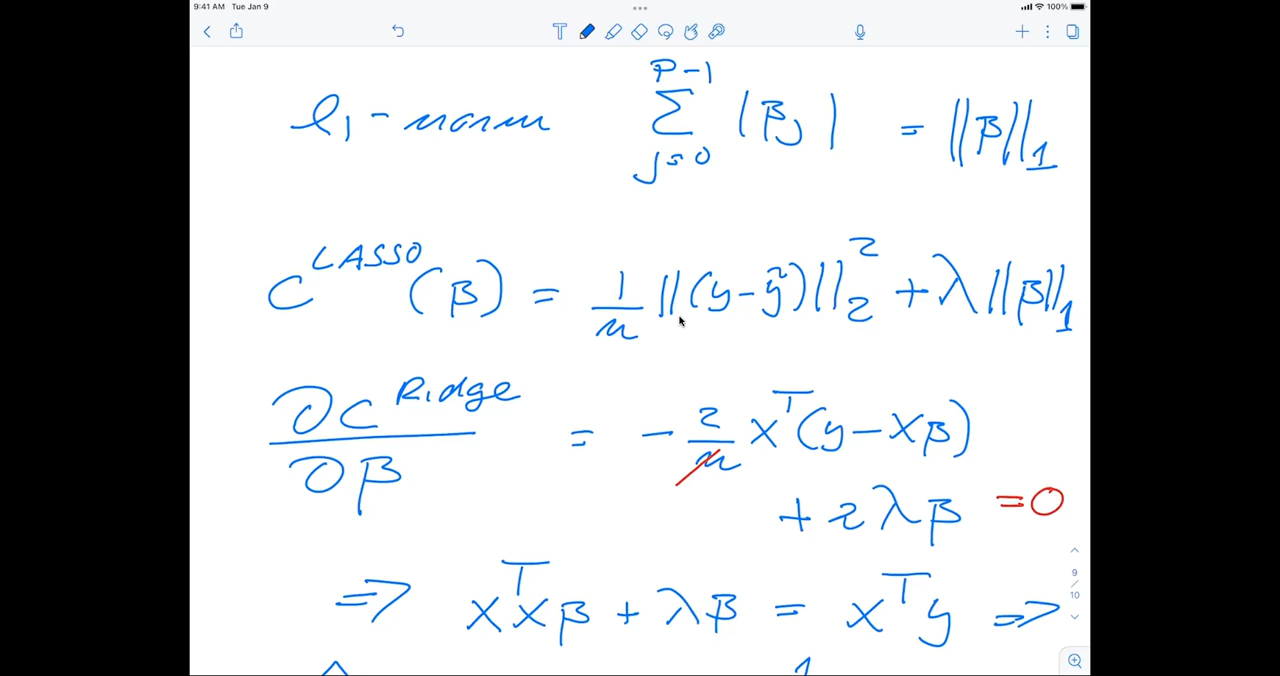 9:41 AM Tue Jan 9
100%
l₁-norm ∑_{j=0}^{p-1} |β_j| = ||β||₁
C^{LASSO}(β) = 1/n ||(y-ỹ)||₂² + λ||β||₁
∂C^{Ridge}/∂β = -2/n X^T(y-Xβ)
+ 2λβ =0
⇒ X^T Xβ + λβ = X^T y ⇒
9
/
10